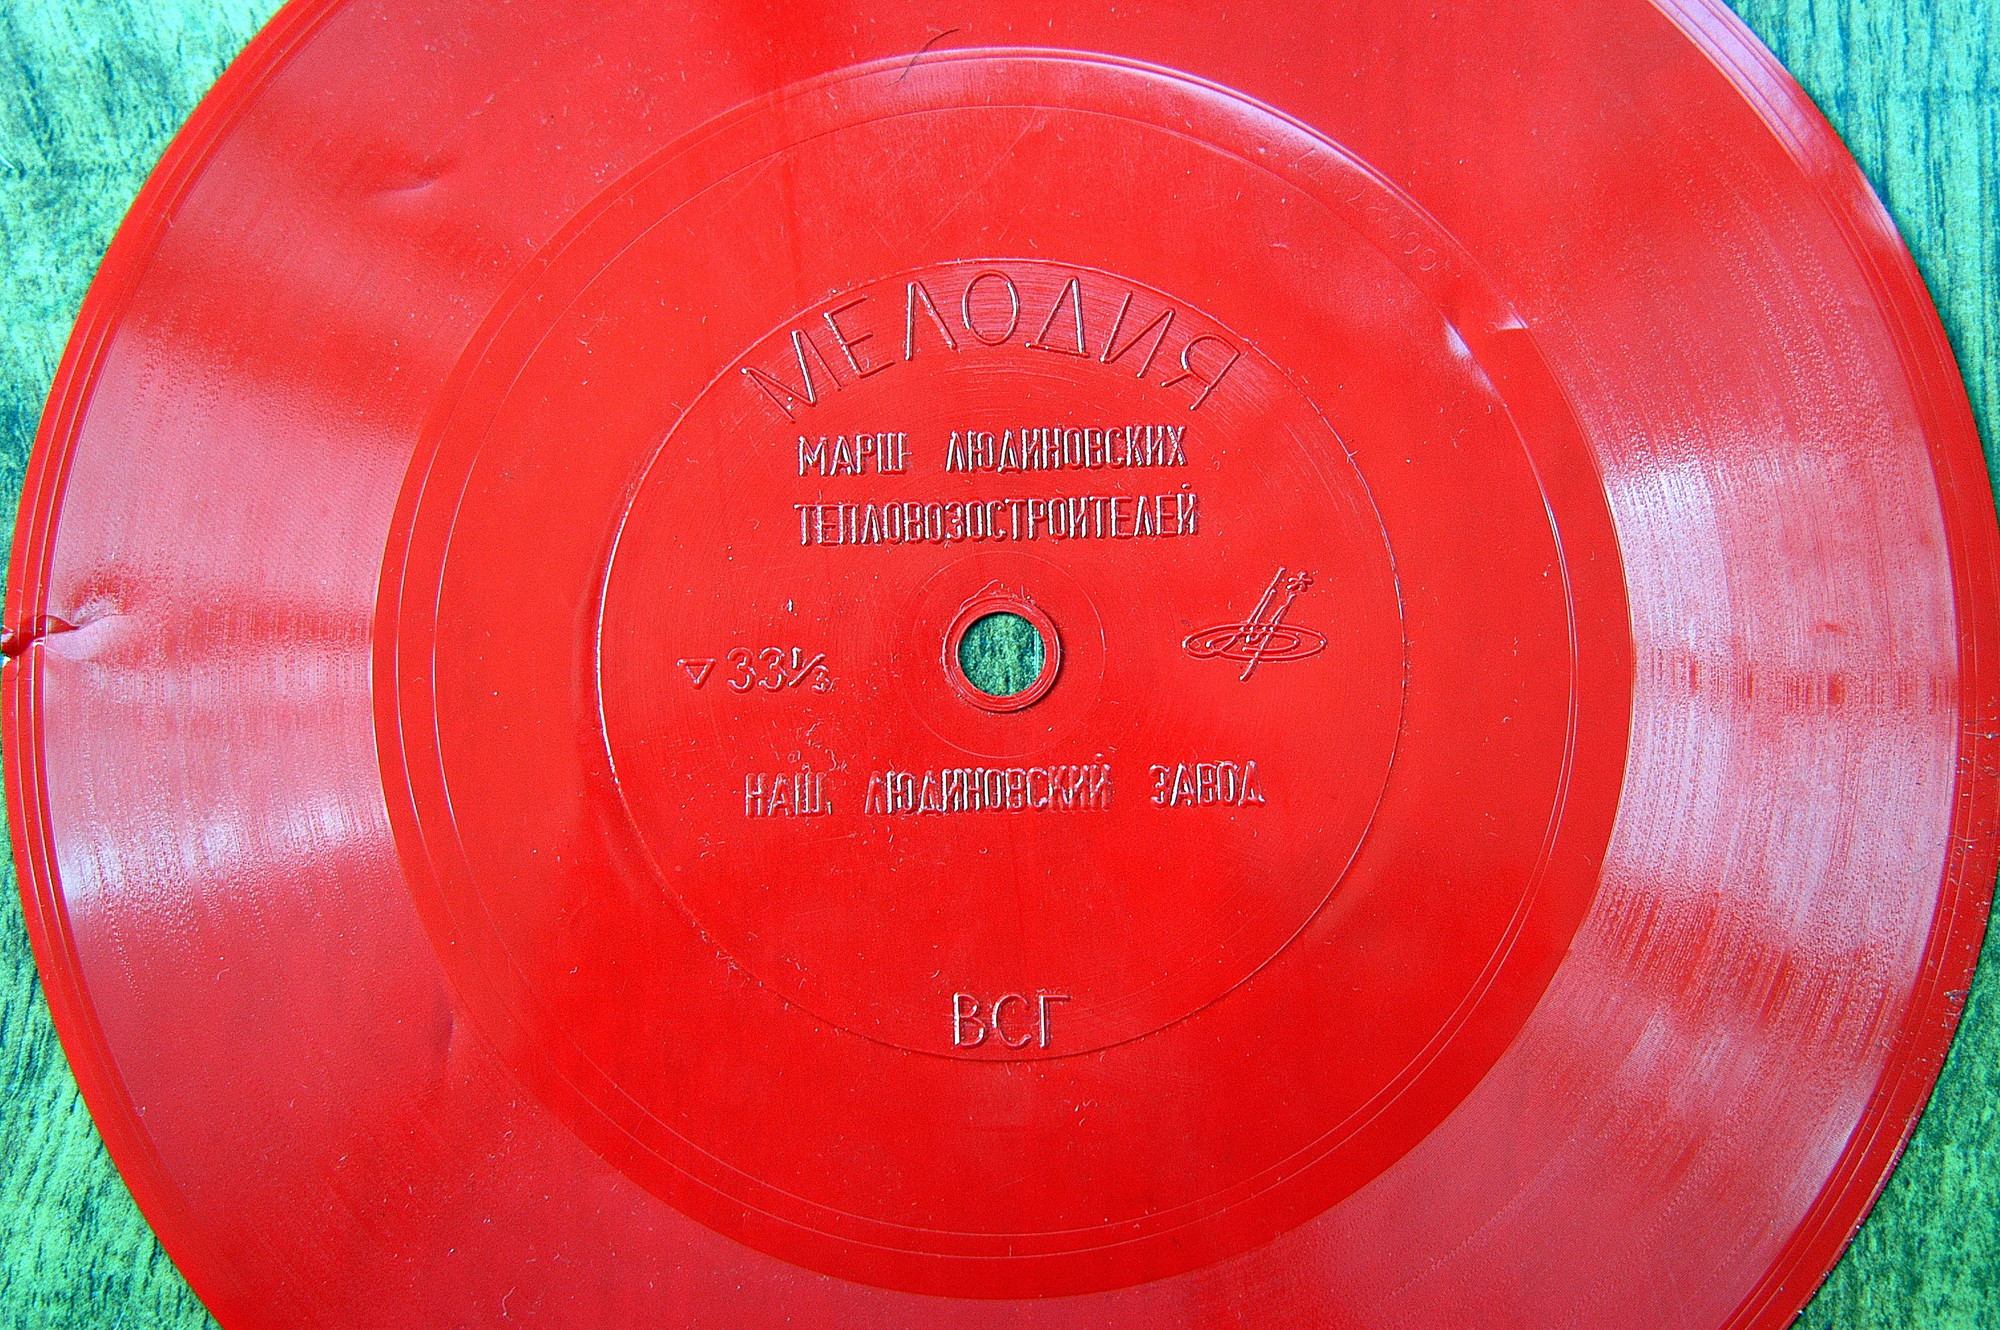 МЕЛОДИЯ
МАРШ ЛЮДИНОВСКИХ
ТЕПЛОВОЗОСТРОИТЕЛЕЙ
▽ 33⅓
НАШ ЛЮДИНОВСКИЙ ЗАВОД
ВСГ